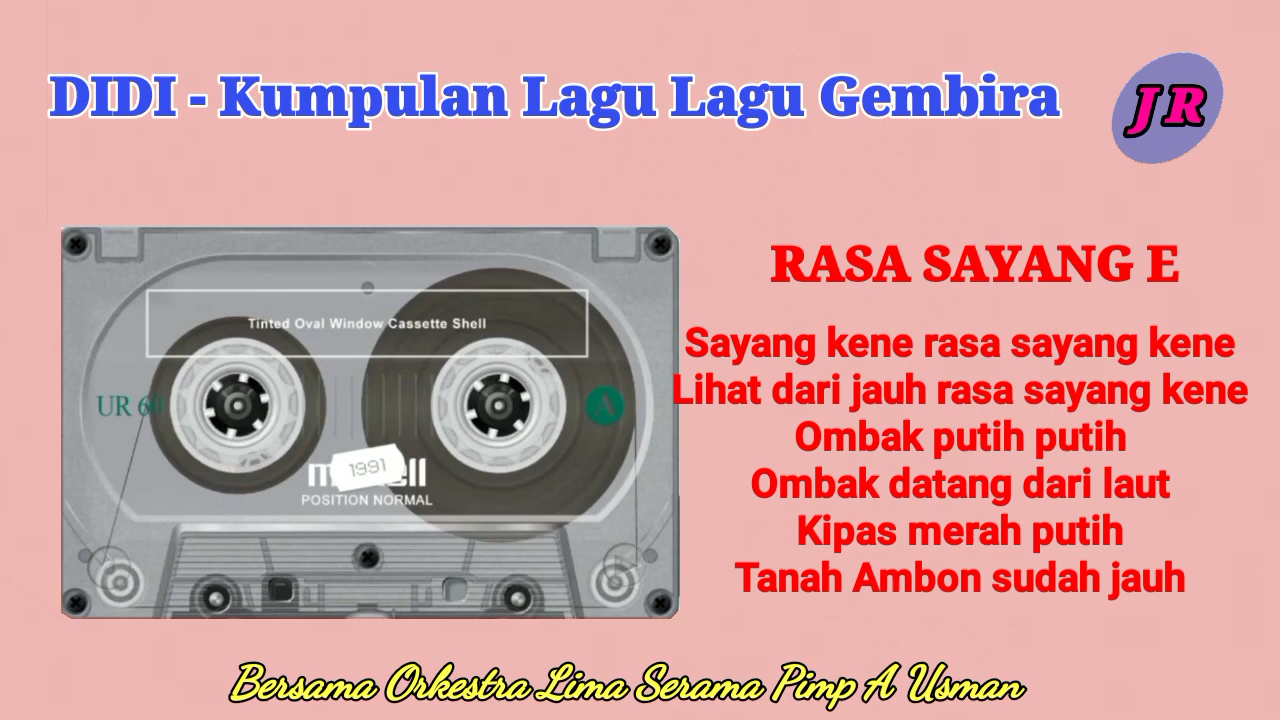 DIDI - Kumpulan Lagu Lagu Gembira
JR
RASA SAYANG E
Sayang kene rasa sayang kene
Lihat dari jauh rasa sayang kene
Ombak putih putih
Ombak datang dari laut
Kipas merah putih
Tanah Ambon sudah jauh
Tinted Oval Window Cassette Shell
UR 60
A
1991
POSITION NORMAL
Bersama Orkestra Lima Serama Pimp A Usman